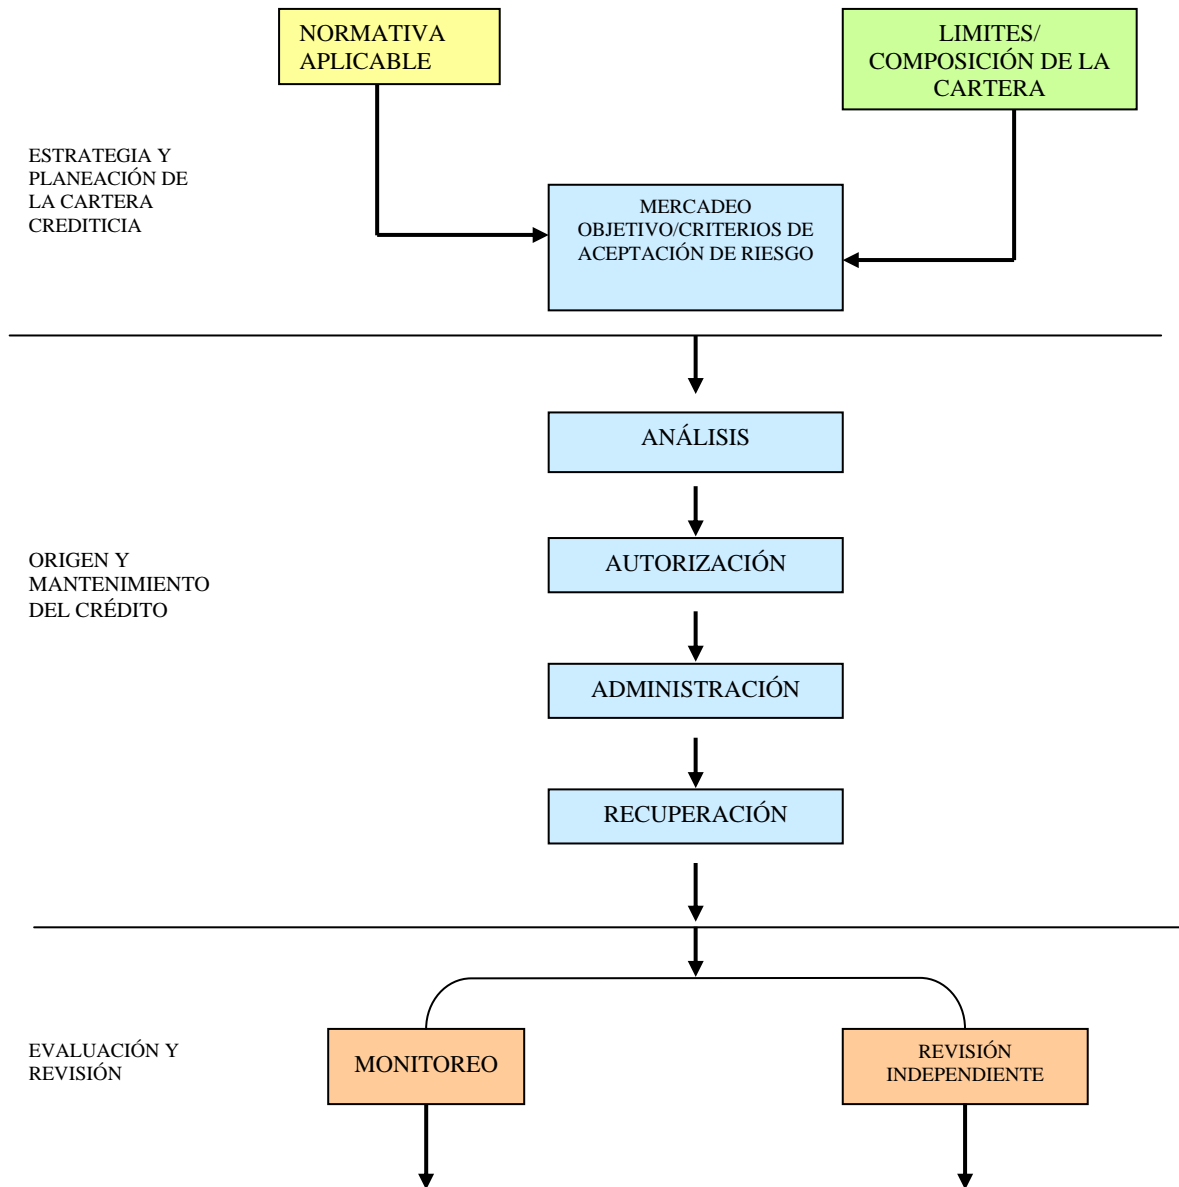 NORMATIVA
APLICABLE
LIMITES/
COMPOSICIÓN DE LA
CARTERA
ESTRATEGIA Y
PLANEACIÓN DE
LA CARTERA
CREDITICIA
MERCADEO
OBJETIVO/CRITERIOS DE
ACEPTACIÓN DE RIESGO
ANÁLISIS
ORIGEN Y
MANTENIMIENTO
DEL CRÉDITO
AUTORIZACIÓN
ADMINISTRACIÓN
RECUPERACIÓN
EVALUACIÓN Y
REVISIÓN
MONITOREO
REVISIÓN
INDEPENDIENTE